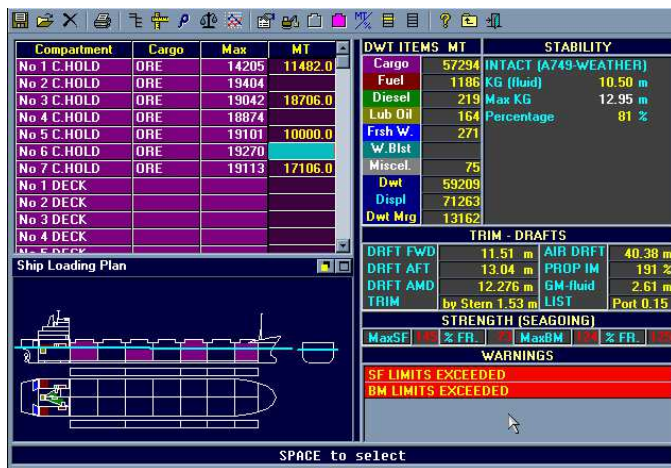 MT/%
Compartment Cargo Max MT
No 1 C.HOLD ORE 14205 11482.0
No 2 C.HOLD ORE 19404
No 3 C.HOLD ORE 19042 18706.0
No 4 C.HOLD ORE 18874
No 5 C.HOLD ORE 19101 10000.0
No 6 C.HOLD ORE 19270
No 7 C.HOLD ORE 19113 17106.0
No 1 DECK
No 2 DECK
No 3 DECK
No 4 DECK
No 5 DECK
Ship Loading Plan
DWT ITEMS MT
Cargo 57294
Fuel 1186
Diesel 219
Lub Oil 164
Frsh W. 271
W.Blst
Miscel. 75
Dwt 59209
Displ 71263
Dwt Mrg 13162
STABILITY
INTACT (A749-WEATHER)
KG (fluid) 10.50 m
Max KG 12.95 m
Percentage 81 %
TRIM - DRAFTS
DRFT FWD 11.51 m AIR DRFT 40.38 m
DRFT AFT 13.04 m PROP IM 191 %
DRFT AMD 12.276 m GM-fluid 2.61 m
TRIM by Stern 1.53 m LIST Port 0.15
STRENGTH (SEAGOING)
MaxSF % FR. MaxBM % FR.
WARNINGS
SF LIMITS EXCEEDED
BM LIMITS EXCEEDED
SPACE to select